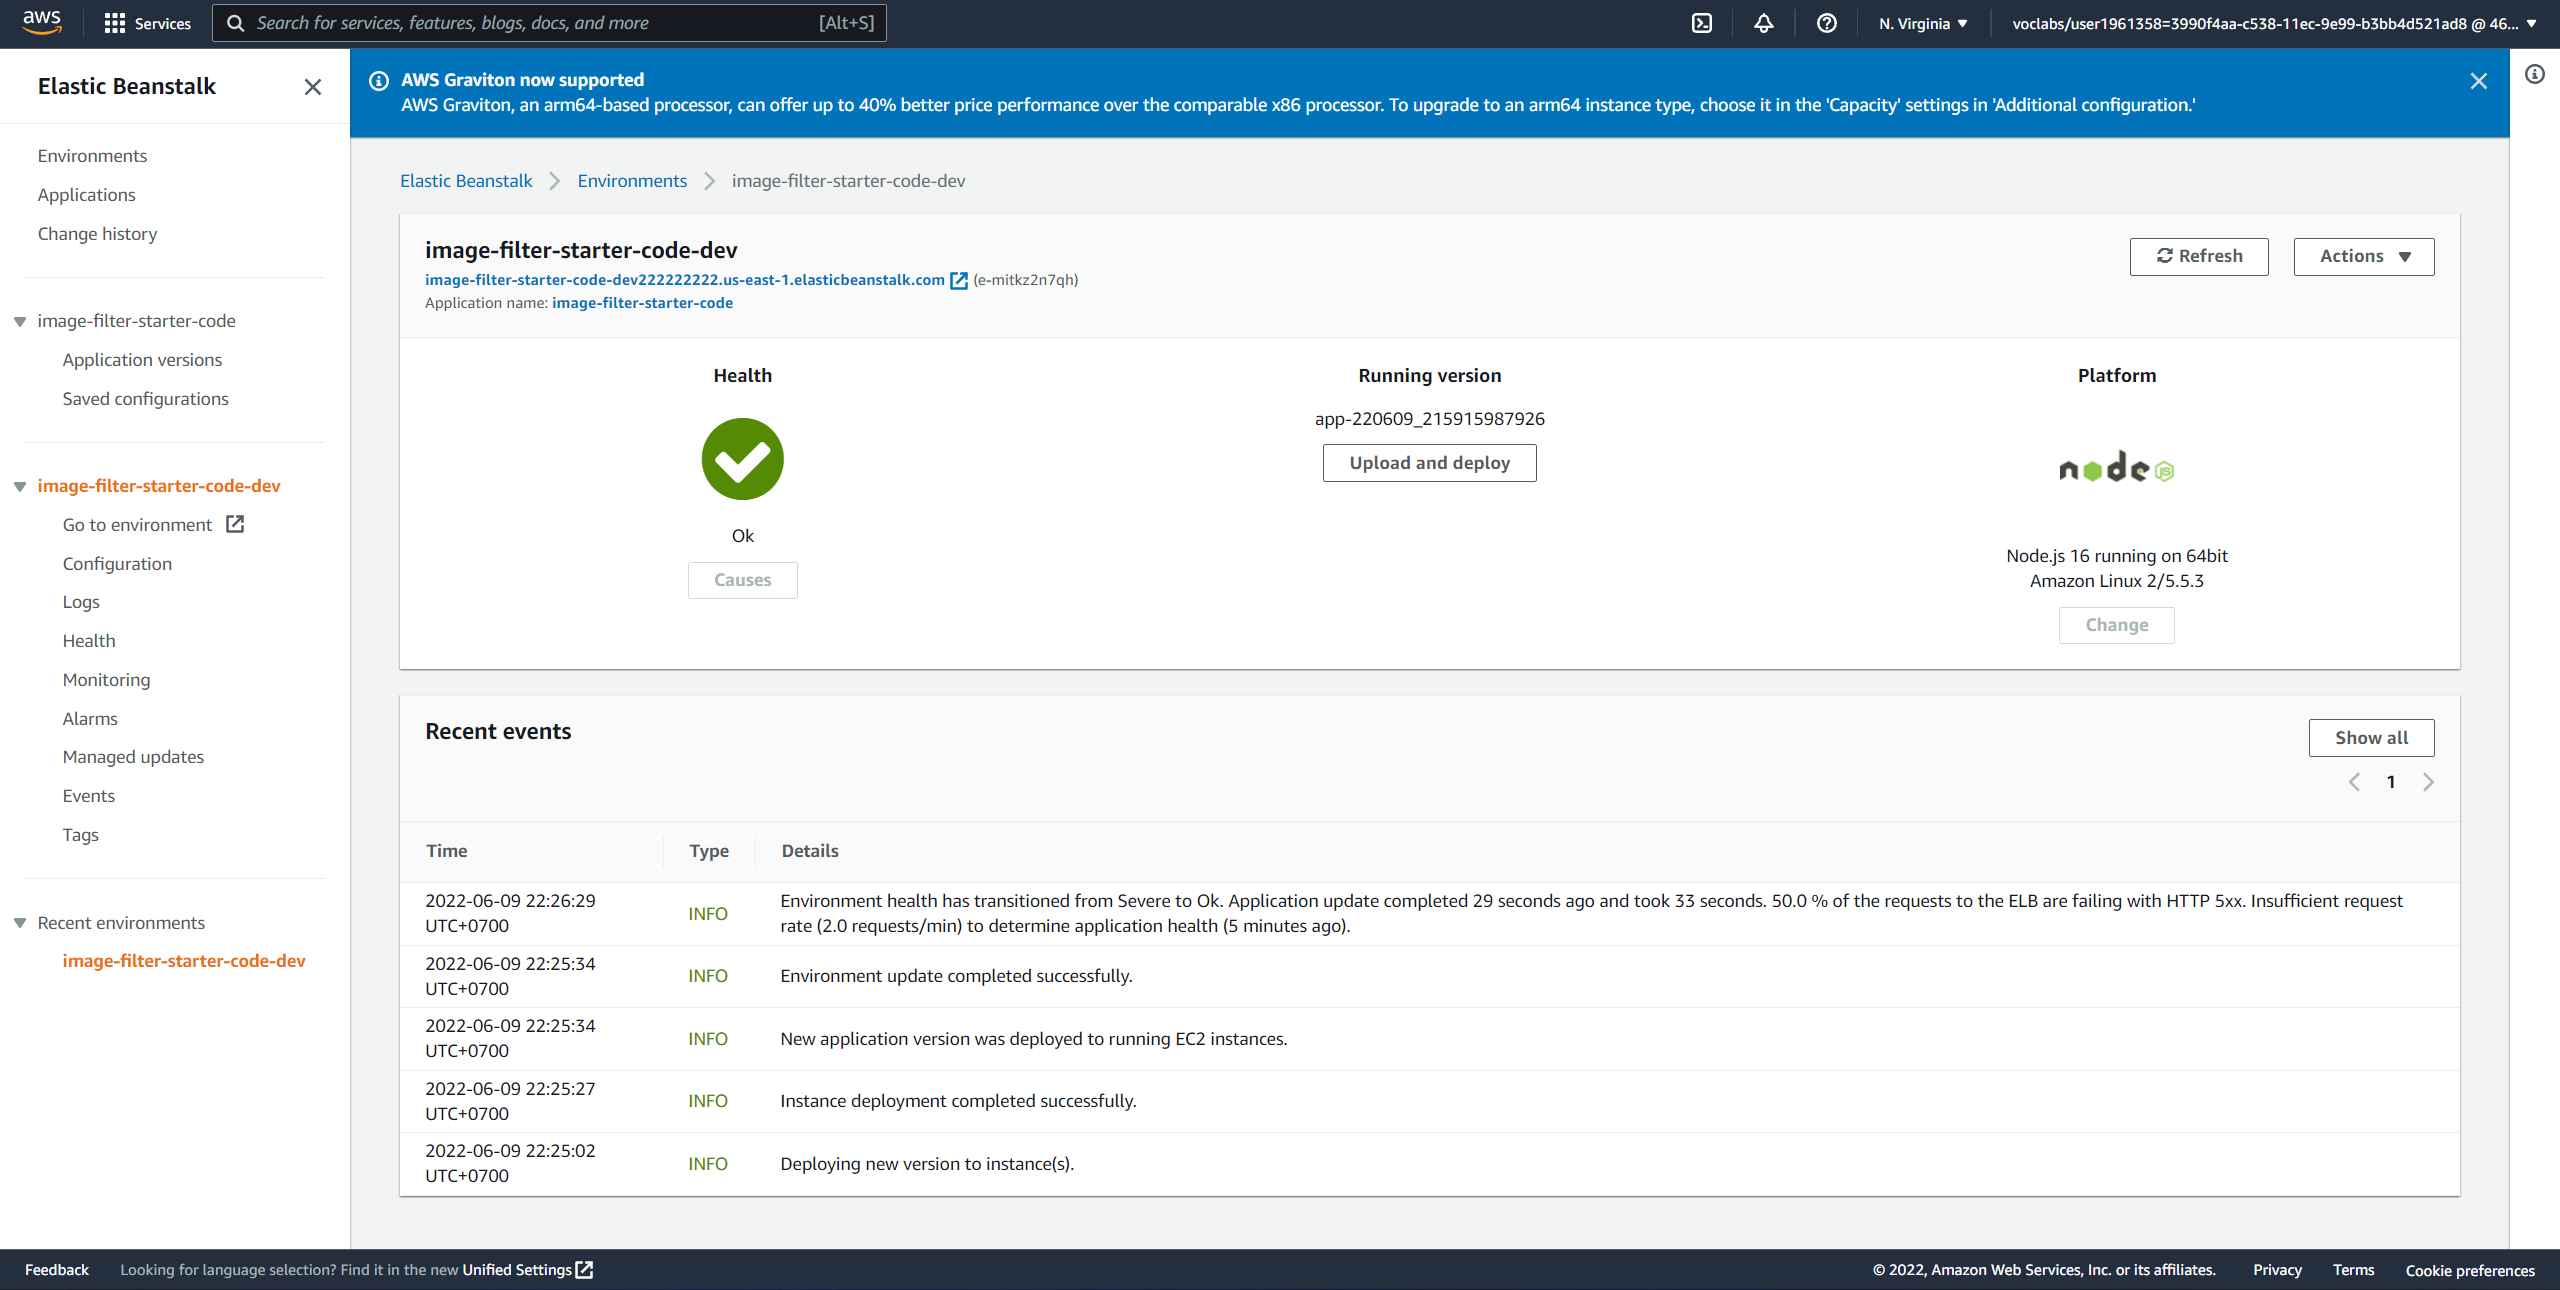 aws
Services
Search for services, features, blogs, docs, and more
[Alt+S]
N. Virginia
voclabs/user1961358=3990f4aa-c538-11ec-9e99-b3bb4d521ad8 @ 46...
Elastic Beanstalk
Environments
Applications
Change history
image-filter-starter-code
Application versions
Saved configurations
image-filter-starter-code-dev
Go to environment
Configuration
Logs
Health
Monitoring
Alarms
Managed updates
Events
Tags
Recent environments
image-filter-starter-code-dev
AWS Graviton now supported
AWS Graviton, an arm64-based processor, can offer up to 40% better price performance over the comparable x86 processor. To upgrade to an arm64 instance type, choose it in the 'Capacity' settings in 'Additional configuration.'
Elastic Beanstalk
Environments
image-filter-starter-code-dev
image-filter-starter-code-dev
image-filter-starter-code-dev222222222.us-east-1.elasticbeanstalk.com (e-mitkz2n7qh)
Application name: image-filter-starter-code
Refresh
Actions
Health
Ok
Causes
Running version
app-220609_215915987926
Upload and deploy
Platform
node JS
Node.js 16 running on 64bit
Amazon Linux 2/5.5.3
Change
Recent events
Show all
1
Time
Type
Details
2022-06-09 22:26:29
UTC+0700
INFO
Environment health has transitioned from Severe to Ok. Application update completed 29 seconds ago and took 33 seconds. 50.0 % of the requests to the ELB are failing with HTTP 5xx. Insufficient request
rate (2.0 requests/min) to determine application health (5 minutes ago).
2022-06-09 22:25:34
UTC+0700
INFO
Environment update completed successfully.
2022-06-09 22:25:34
UTC+0700
INFO
New application version was deployed to running EC2 instances.
2022-06-09 22:25:27
UTC+0700
INFO
Instance deployment completed successfully.
2022-06-09 22:25:02
UTC+0700
INFO
Deploying new version to instance(s).
Feedback
Looking for language selection? Find it in the new Unified Settings
© 2022, Amazon Web Services, Inc. or its affiliates.
Privacy
Terms
Cookie preferences